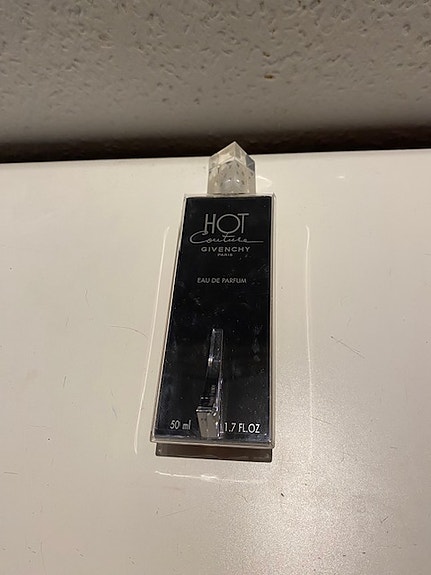 HOT
Couture
GIVENCHY
PARIS
EAU DE PARFUM
50 ml 1.7 FL.OZ